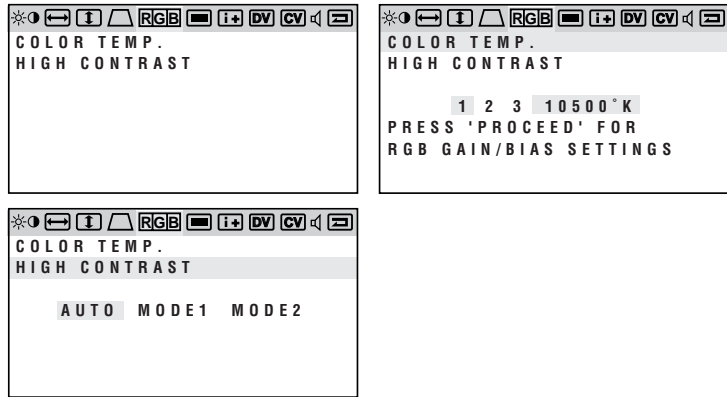 RGB i+ DV CV
COLOR TEMP.
HIGH CONTRAST
RGB i+ DV CV
COLOR TEMP.
HIGH CONTRAST
1 2 3 10500°K
PRESS 'PROCEED' FOR
RGB GAIN/BIAS SETTINGS
RGB i+ DV CV
COLOR TEMP.
HIGH CONTRAST
AUTO MODE1 MODE2